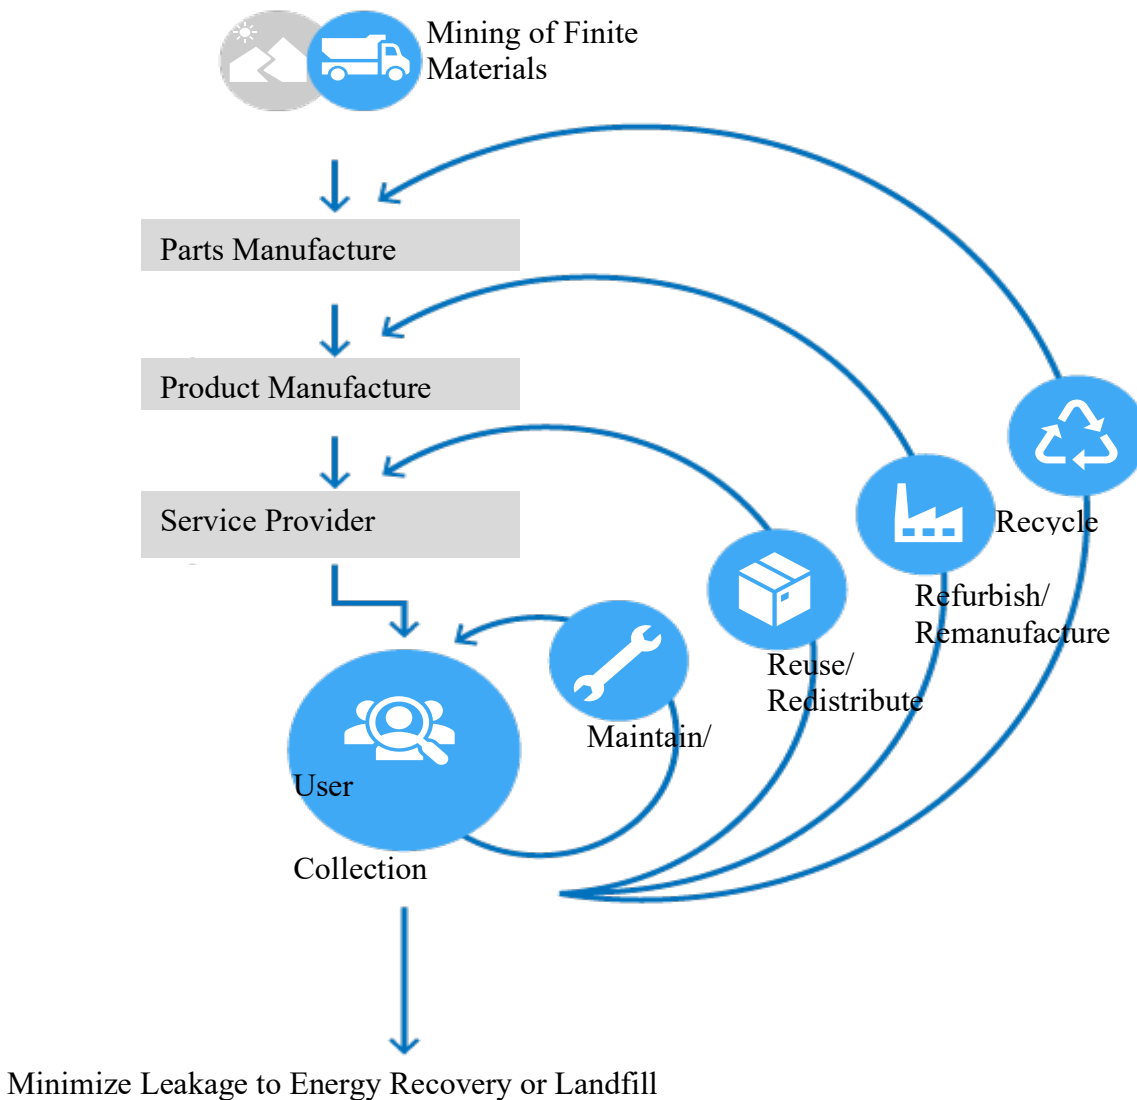 Mining of Finite
Materials
Parts Manufacture
Product Manufacture
Service Provider
Recycle
Refurbish/
Remanufacture
Reuse/
Redistribute
Maintain/
User
Collection
Minimize Leakage to Energy Recovery or Landfill